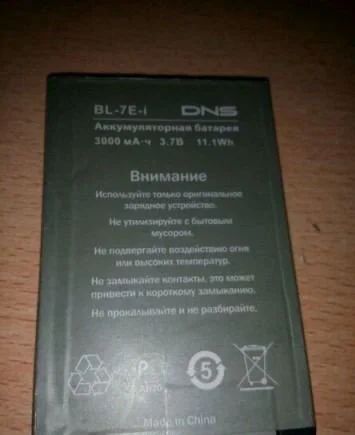 BL-7E-i DNS
Аккумуляторная батарея
3000 мА·ч 3.7В 11.1Wh
Внимание
Используйте только оригинальное
зарядное устройство.
Не утилизируйте с бытовым
мусором.
Не подвергайте воздействию огня
или высоких температур.
Не замыкайте контакты, это может
привести к короткому замыканию.
Не прокалывайте и не разбирайте.
5
Made in China